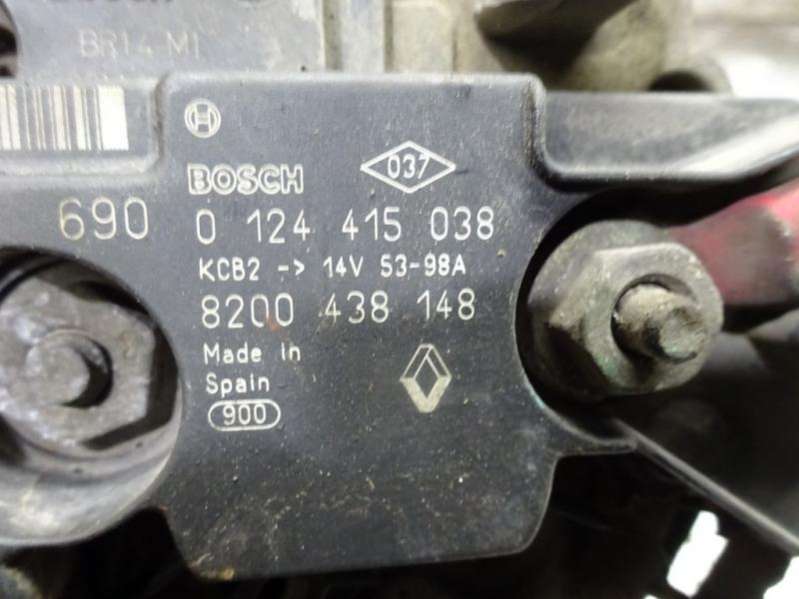 BR14-M1
BOSCH
037
690
0 124 415 038
KCB2 -> 14V 53-98A
8200 438 148
Made in
Spain
900